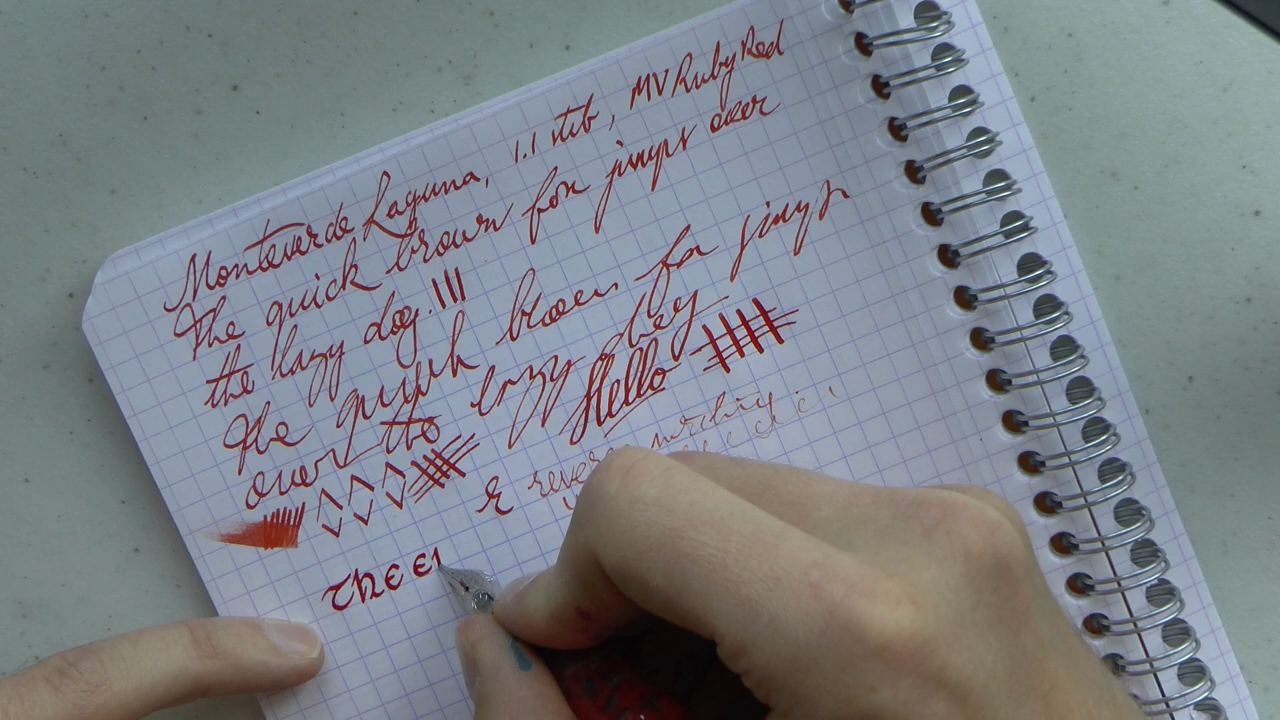 Monteverde Laguna, 1.1 stub, MV Ruby Red
The quick brown fox jumps over
the lazy dog. III
The quick brown fox jumps
over the lazy dog
Hello
& reverse writing
The e